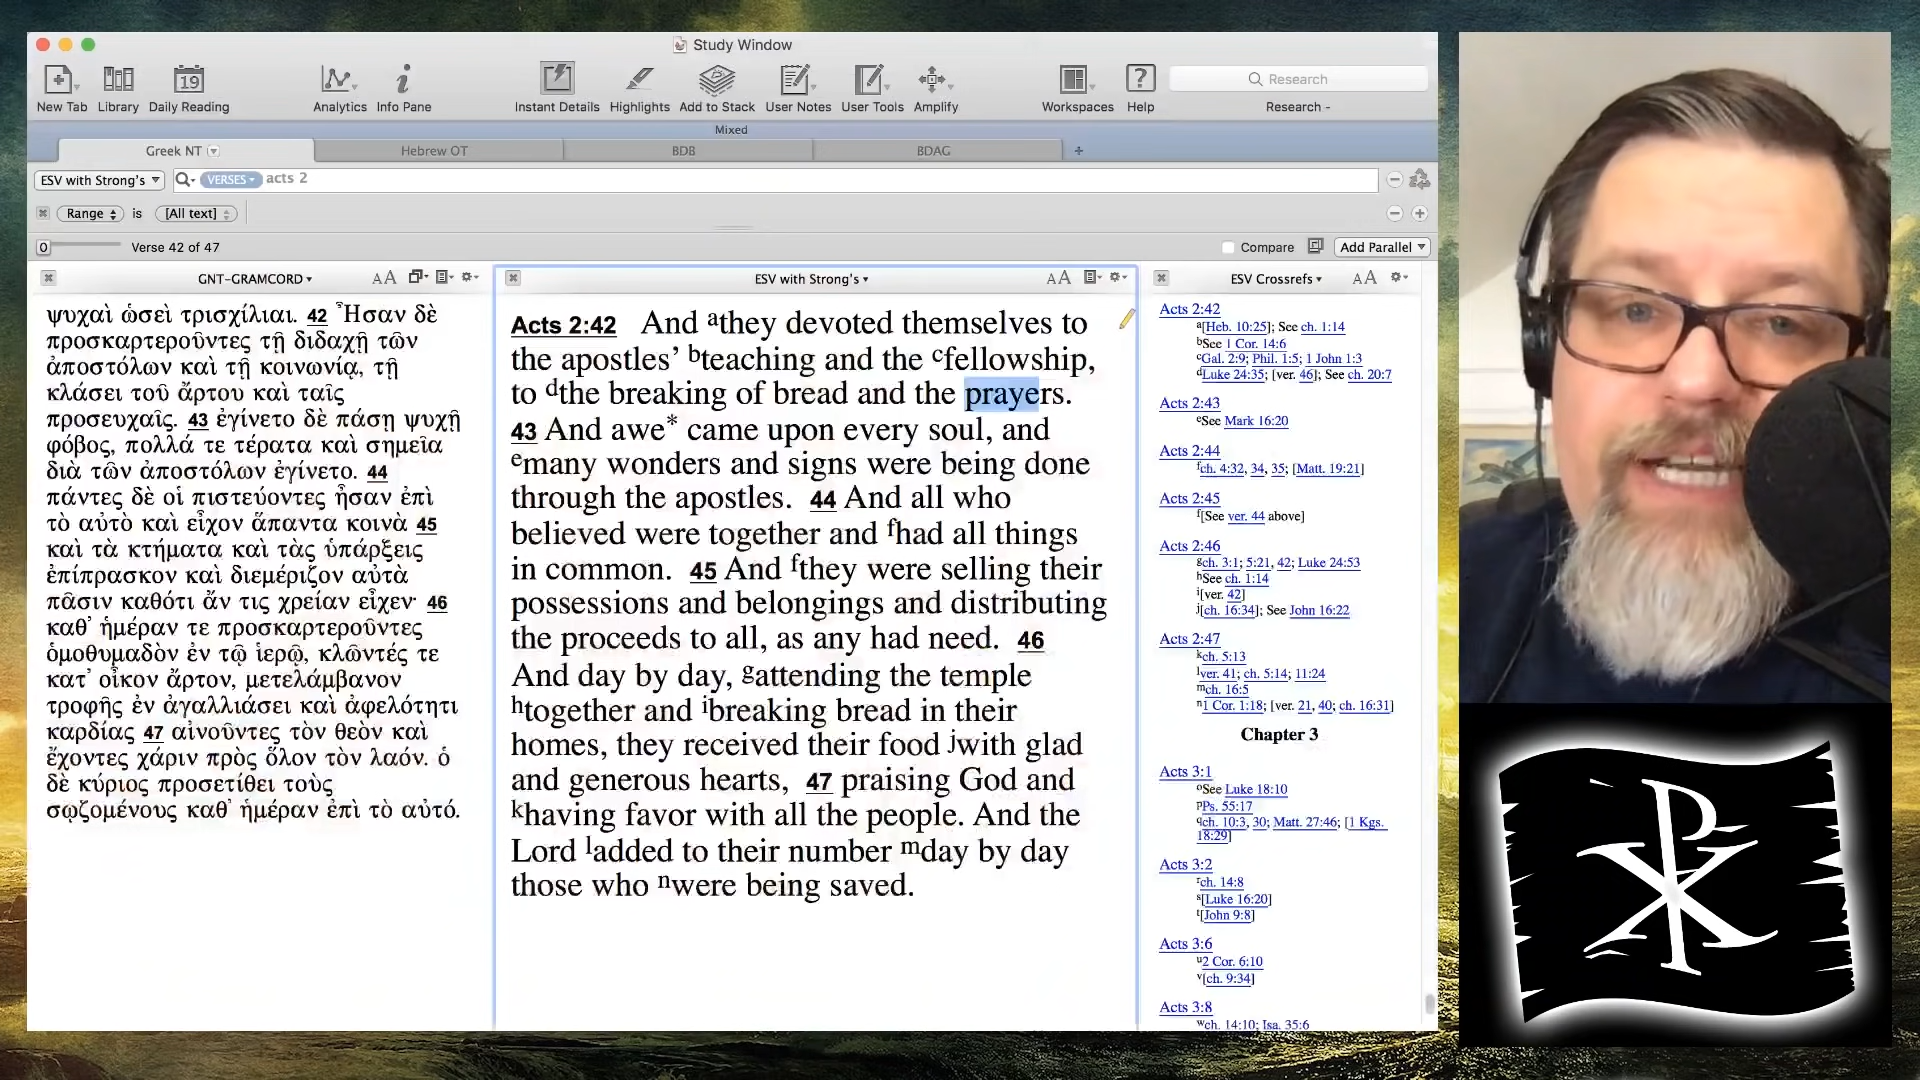 Study Window
19
New Tab Library Daily Reading Analytics Info Pane Instant Details Highlights Add to Stack User Notes User Tools Amplify Workspaces Help Research
Research
Mixed
Greek NT Hebrew OT BDB BDAG +
ESV with Strong's VERSES acts 2
Range is [All text]
0 Verse 42 of 47 Compare Add Parallel
GNT-GRAMCORD AA
ψυχαὶ ὡσεὶ τρισχίλιαι. 42 Ἦσαν δὲ
προσκαρτεροῦντες τῇ διδαχῇ τῶν
ἀποστόλων καὶ τῇ κοινωνίᾳ, τῇ
κλάσει τοῦ ἄρτου καὶ ταῖς
προσευχαῖς. 43 ἐγίνετο δὲ πάσῃ ψυχῇ
φόβος, πολλά τε τέρατα καὶ σημεῖα
διὰ τῶν ἀποστόλων ἐγίνετο. 44
πάντες δὲ οἱ πιστεύοντες ἦσαν ἐπὶ
τὸ αὐτὸ καὶ εἶχον ἅπαντα κοινὰ 45
καὶ τὰ κτήματα καὶ τὰς ὑπάρξεις
ἐπίπρασκον καὶ διεμέριζον αὐτὰ
πᾶσιν καθότι ἄν τις χρείαν εἶχεν· 46
καθ᾽ ἡμέραν τε προσκαρτεροῦντες
ὁμοθυμαδὸν ἐν τῷ ἱερῷ, κλῶντές τε
κατ᾽ οἶκον ἄρτον, μετελάμβανον
τροφῆς ἐν ἀγαλλιάσει καὶ ἀφελότητι
καρδίας 47 αἰνοῦντες τὸν θεὸν καὶ
ἔχοντες χάριν πρὸς ὅλον τὸν λαόν. ὁ
δὲ κύριος προσετίθει τοὺς
σῳζομένους καθ᾽ ἡμέραν ἐπὶ τὸ αὐτό.
ESV with Strong's AA
Acts 2:42 And ᵃthey devoted themselves to
the apostles’ ᵇteaching and the ᶜfellowship,
to ᵈthe breaking of bread and the prayers.
43 And awe* came upon every soul, and
ᵉmany wonders and signs were being done
through the apostles. 44 And all who
believed were together and ᶠhad all things
in common. 45 And ᶠthey were selling their
possessions and belongings and distributing
the proceeds to all, as any had need. 46
And day by day, ᵍattending the temple
ʰtogether and ⁱbreaking bread in their
homes, they received their food ʲwith glad
and generous hearts, 47 praising God and
ᵏhaving favor with all the people. And the
Lord ˡadded to their number ᵐday by day
those who ⁿwere being saved.
ESV Crossrefs AA
Acts 2:42
ᵃ[Heb. 10:25]; See ch. 1:14
ᵇSee 1 Cor. 14:6
ᶜGal. 2:9; Phil. 1:5; 1 John 1:3
ᵈLuke 24:35; [ver. 46]; See ch. 20:7
Acts 2:43
ᵉSee Mark 16:20
Acts 2:44
ᶠch. 4:32, 34, 35; [Matt. 19:21]
Acts 2:45
ᶠ[See ver. 44 above]
Acts 2:46
ᵍch. 3:1; 5:21, 42; Luke 24:53
ʰSee ch. 1:14
ⁱ[ver. 42]
ʲ[ch. 16:34]; See John 16:22
Acts 2:47
ᵏch. 5:13
ˡver. 41; ch. 5:14; 11:24
ᵐch. 16:5
ⁿ1 Cor. 1:18; [ver. 21, 40; ch. 16:31]
Chapter 3
Acts 3:1
ᵒSee Luke 18:10
ᵖPs. 55:17
qch. 10:3, 30; Matt. 27:46; [1 Kgs.
18:29]
Acts 3:2
ʳch. 14:8
ˢ[Luke 16:20]
ᵗ[John 9:8]
Acts 3:6
ᵘ2 Cor. 6:10
ᵛ[ch. 9:34]
Acts 3:8
ʷch. 14:10; Isa. 35:6